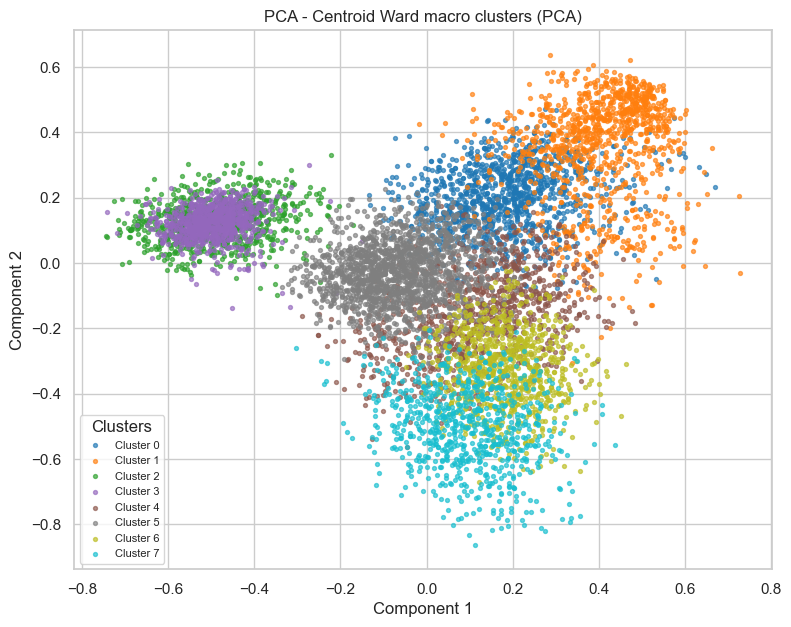 PCA - Centroid Ward macro clusters (PCA)
Component 2
0.6
0.4
0.2
0.0
−0.2
−0.4
−0.6
−0.8
Clusters
Cluster 0
Cluster 1
Cluster 2
Cluster 3
Cluster 4
Cluster 5
Cluster 6
Cluster 7
−0.8 −0.6 −0.4 −0.2 0.0 0.2 0.4 0.6 0.8
Component 1